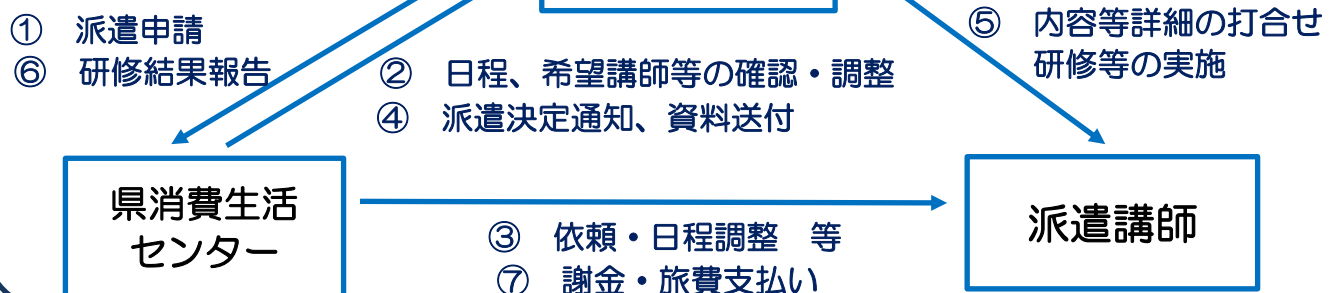 ①　派遣申請
⑥　研修結果報告
②　日程、希望講師等の確認・調整
④　派遣決定通知、資料送付
⑤　内容等詳細の打合せ
研修等の実施
県消費生活
センター
③　依頼・日程調整　等
⑦　謝金・旅費支払い
派遣講師